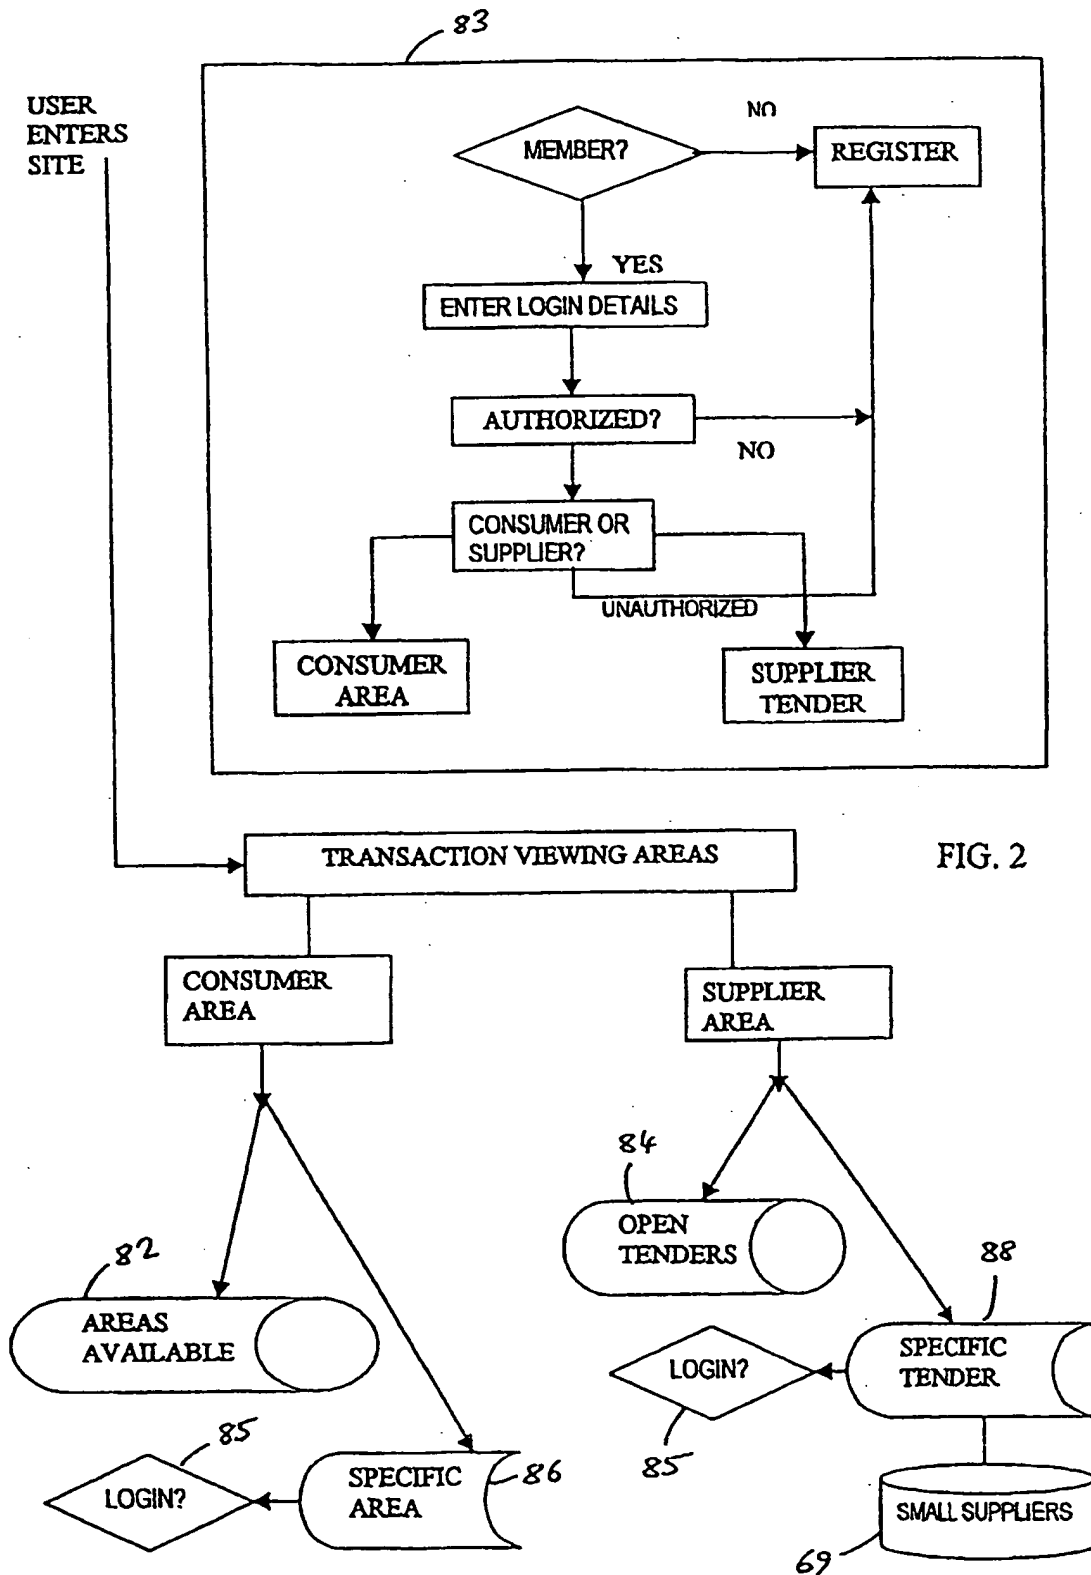 83
USER
ENTERS
SITE
NO
MEMBER?
REGISTER
YES
ENTER LOGIN DETAILS
AUTHORIZED?
NO
CONSUMER OR
SUPPLIER?
UNAUTHORIZED
CONSUMER
AREA
SUPPLIER
TENDER
TRANSACTION VIEWING AREAS
FIG. 2
CONSUMER
AREA
SUPPLIER
AREA
84
OPEN
TENDERS
82
AREAS
AVAILABLE
88
SPECIFIC
TENDER
LOGIN?
85
85
LOGIN?
SPECIFIC
AREA
86
SMALL SUPPLIERS
69